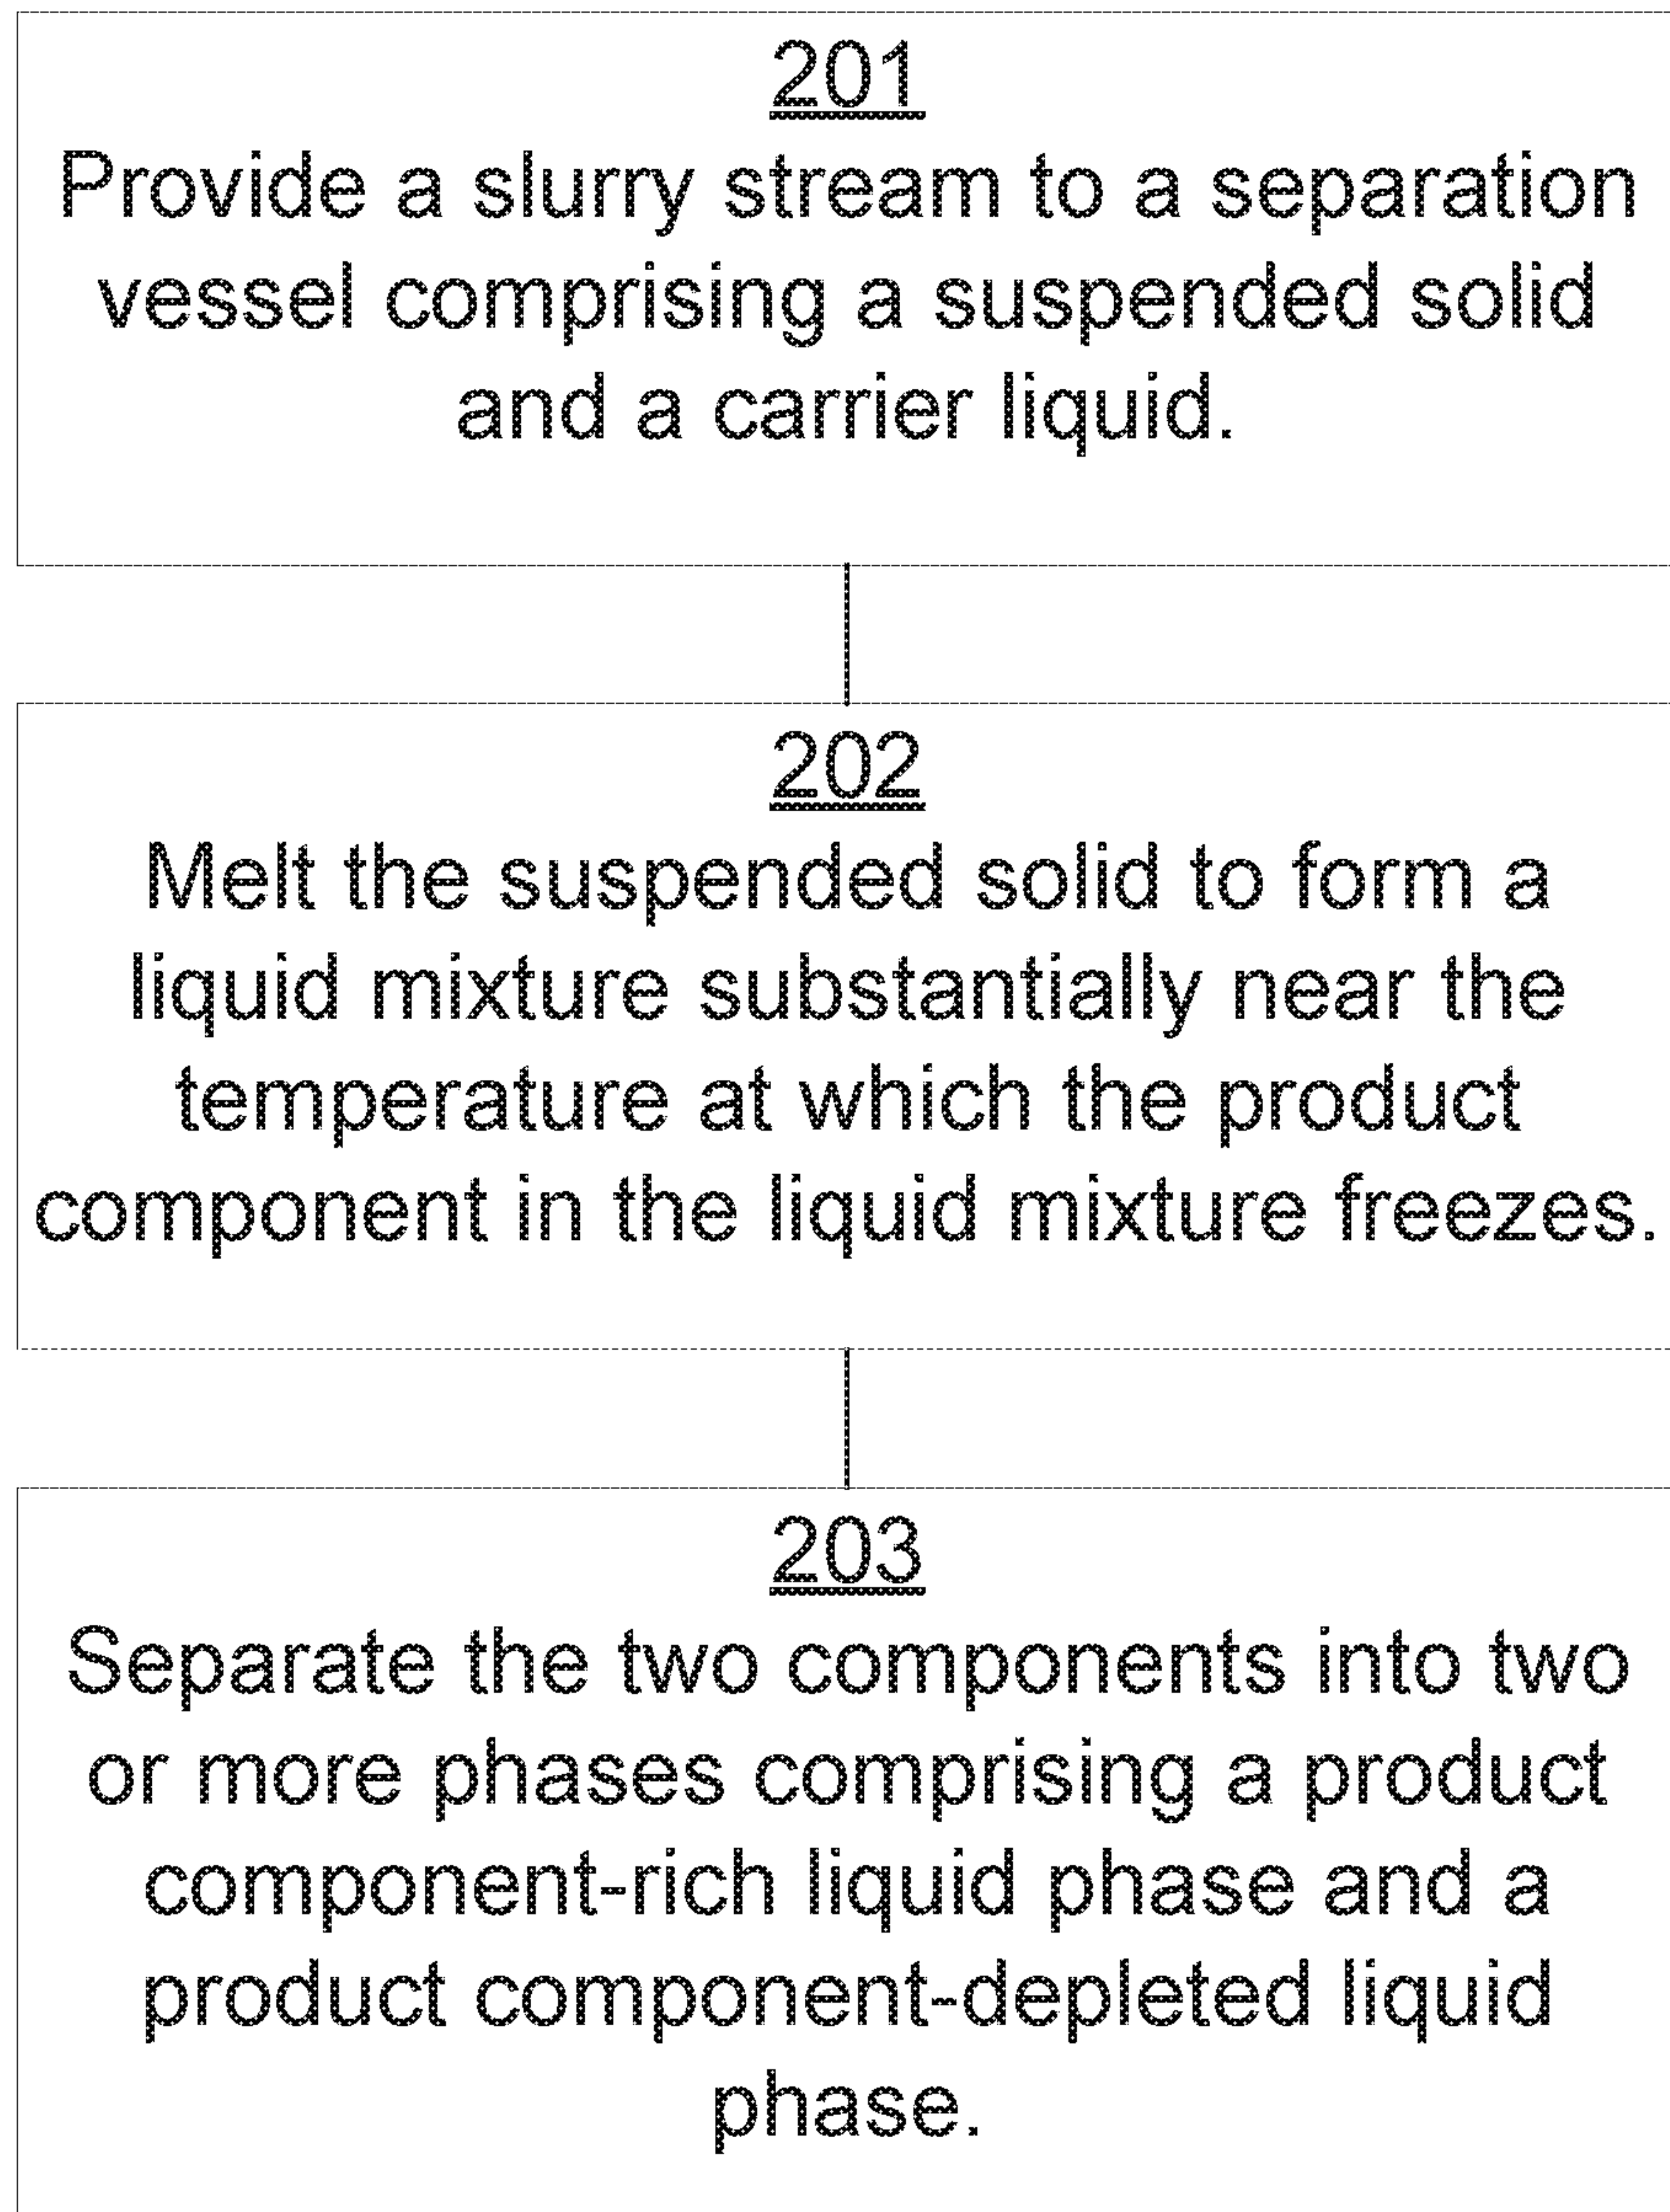 201
Provide a slurry stream to a separation
vessel comprising a suspended solid
and a carrier liquid.
202
Melt the suspended solid to form a
liquid mixture substantially near the
temperature at which the product
component in the liquid mixture freezes.
203
Separate the two components into two
or more phases comprising a product
component-rich liquid phase and a
product component-depleted liquid
phase.